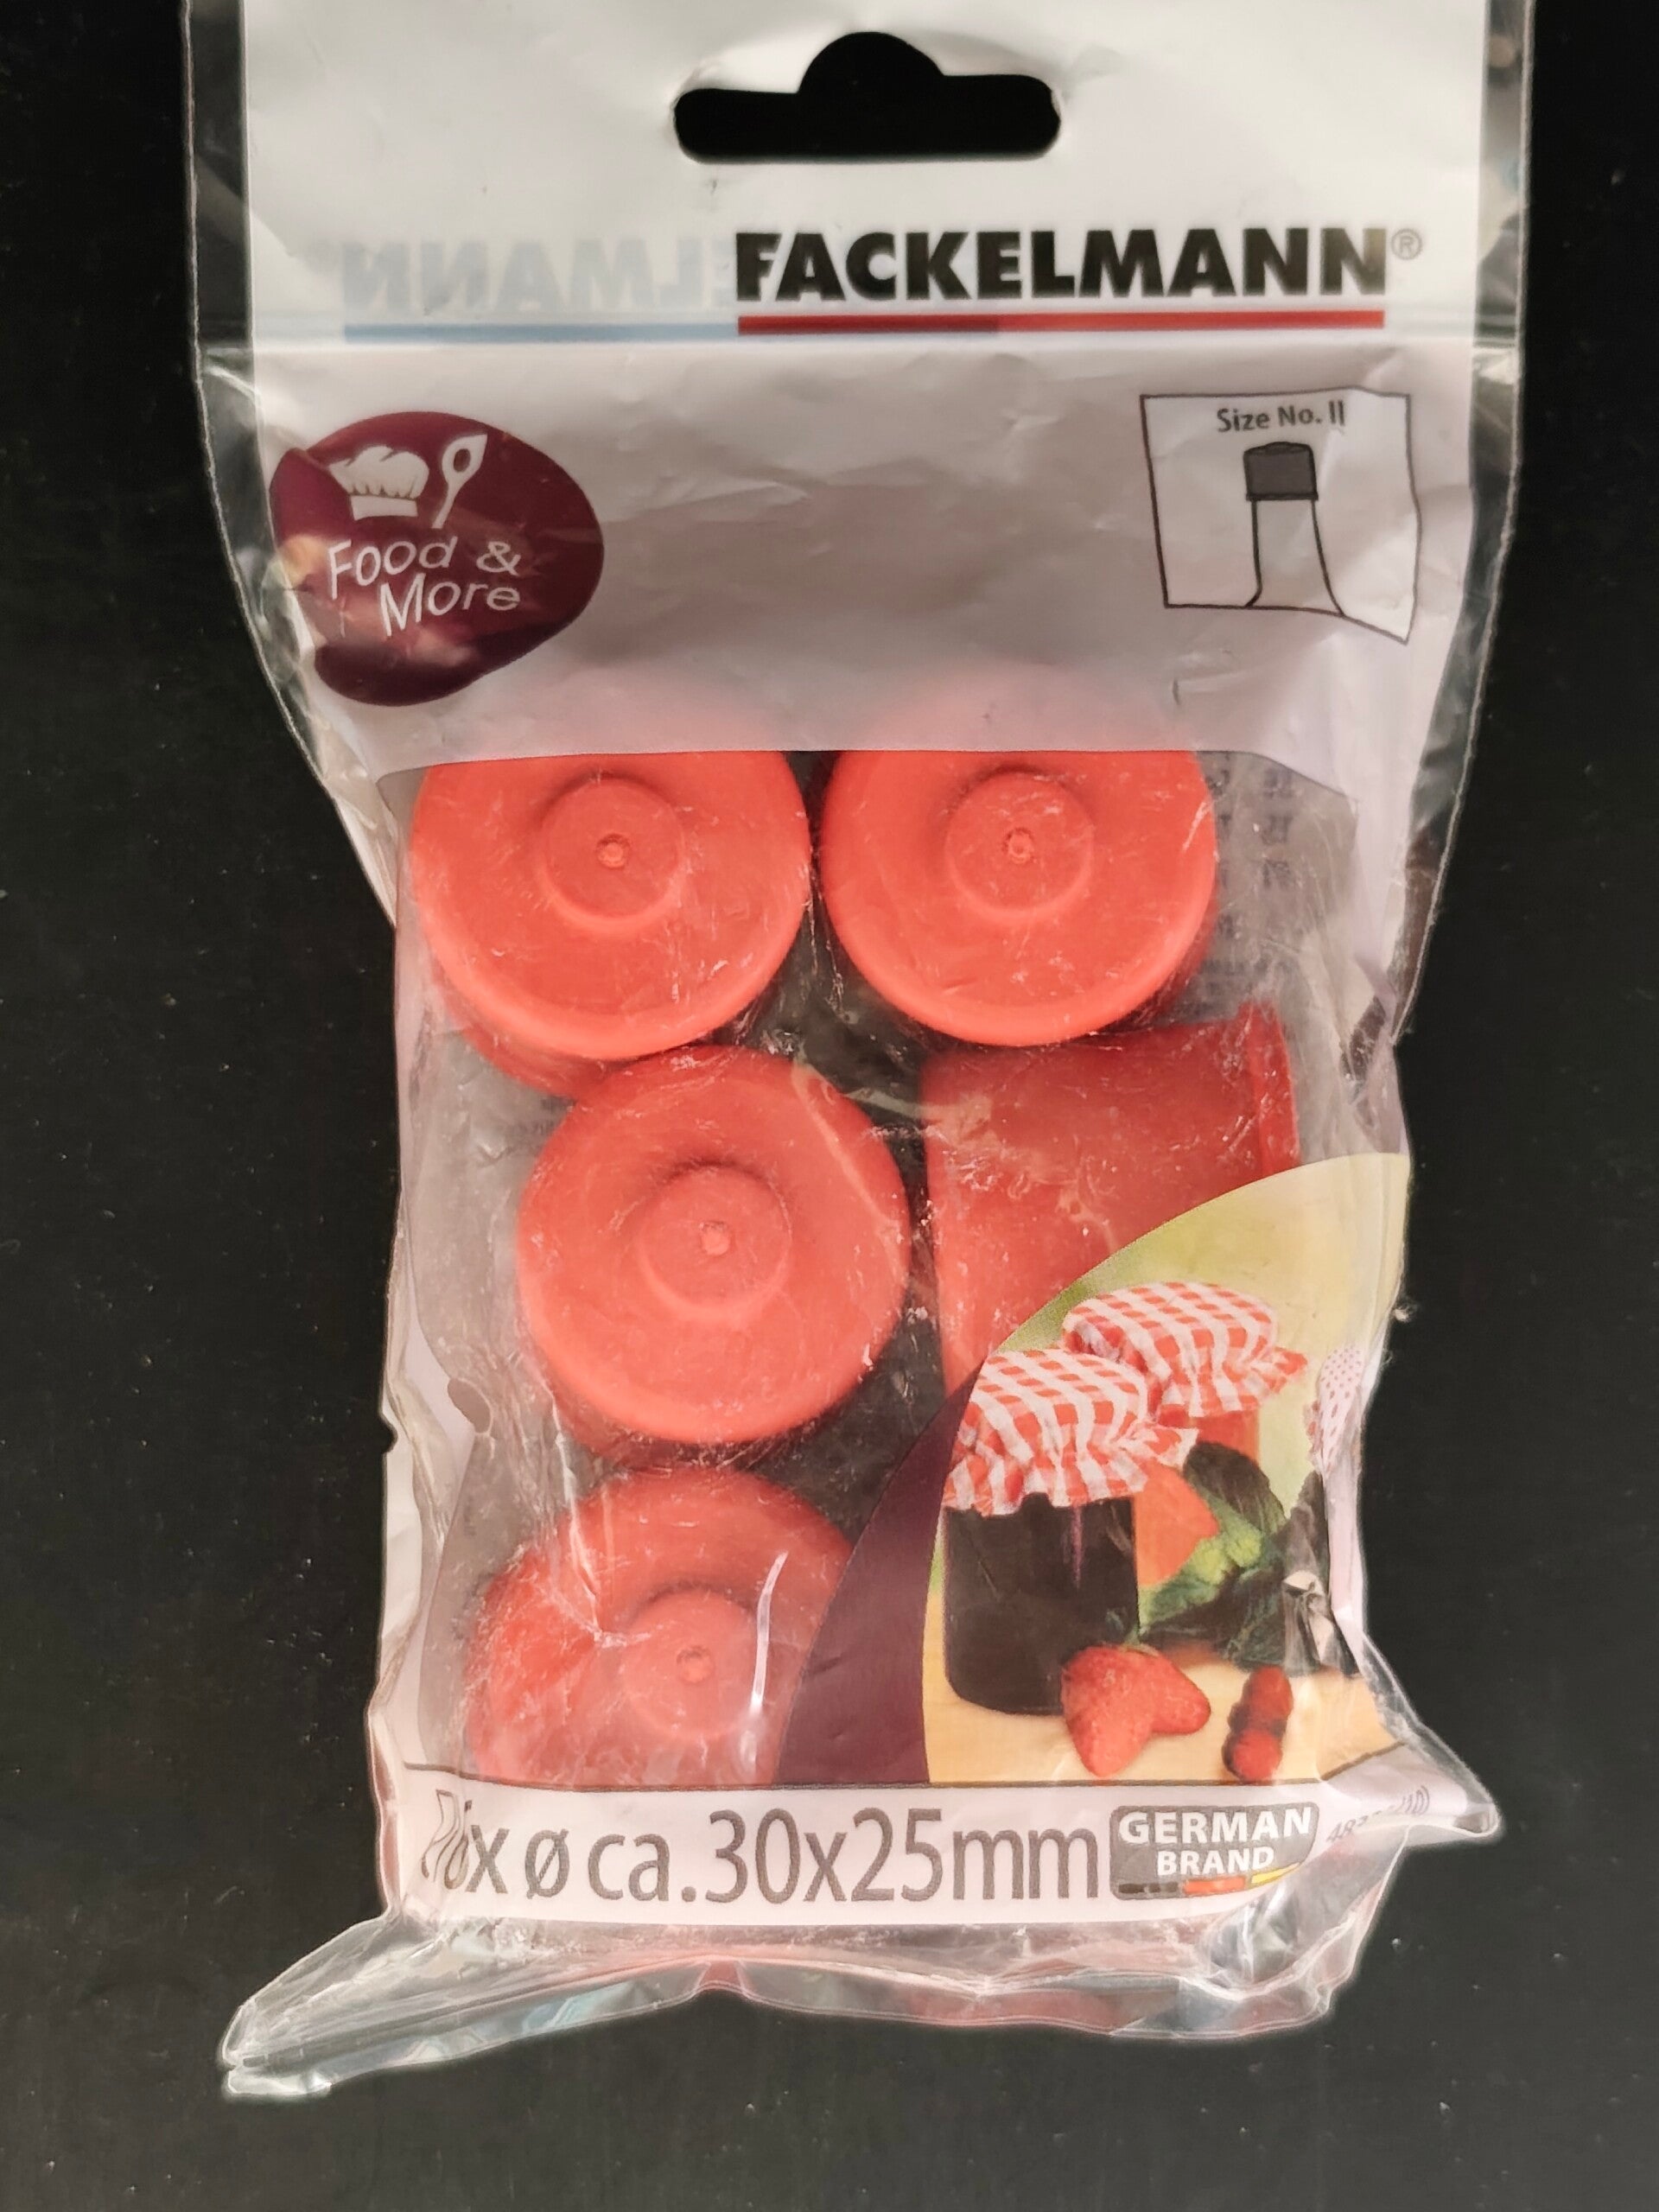 FACKELMANN®
Size No. II
Food &
More
x ø ca.30x25mm
GERMAN
BRAND